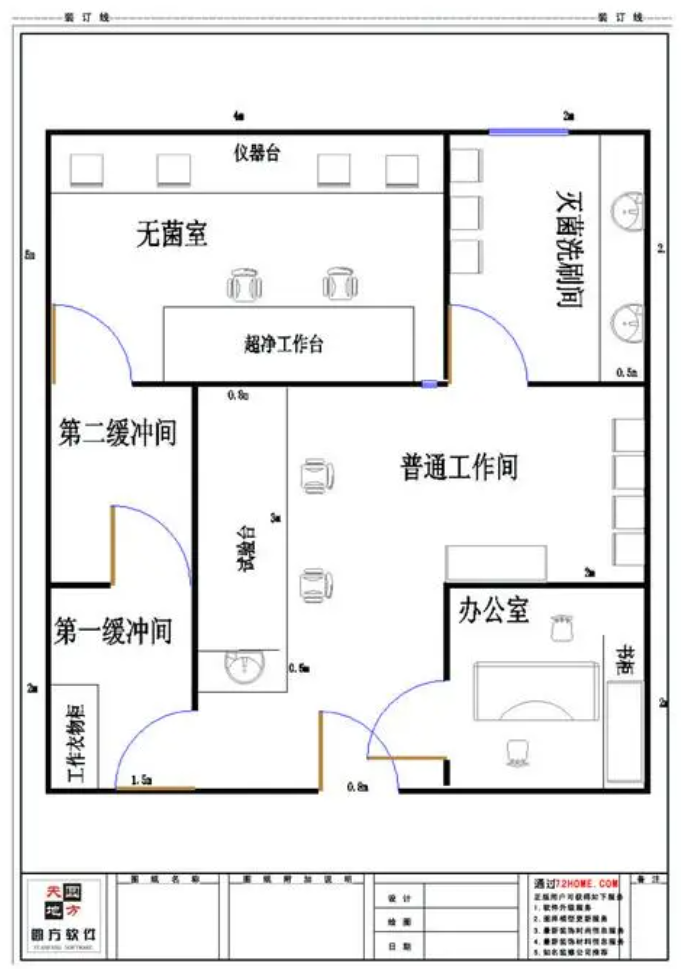 装 订 线
装 订 线
4m
2m
仪器台
无菌室
灭菌洗刷间
5m
2.
超净工作台
0.5m
0.8m
第二缓冲间
普通工作间
试验台
3m
2m
第一缓冲间
办公室
书柜
0.5m
2m
2m
工作衣物柜
1.5m
0.8m
图 纸 名 称
图 纸 附 加 说 明
备 注
天圆
地方
圆方软件
设 计
绘 图
日 期
通过72HOME.COM
正版用户可获得如下服务
1. 软件升级服务
2. 图库模型更新服务
3. 最新装饰时尚信息服务
4. 最新装饰材料信息服务
5. 知名装修公司推荐